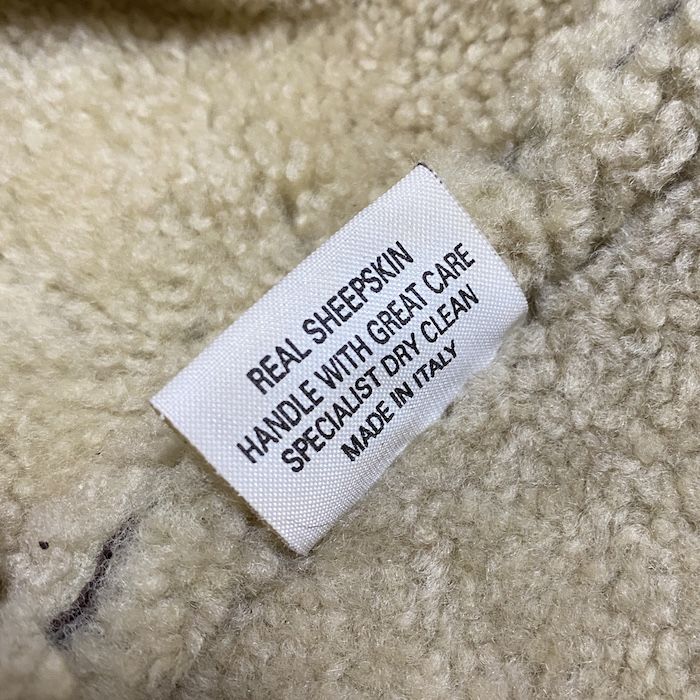 REAL SHEEPSKIN
HANDLE WITH GREAT CARE
SPECIALIST DRY CLEAN
MADE IN ITALY